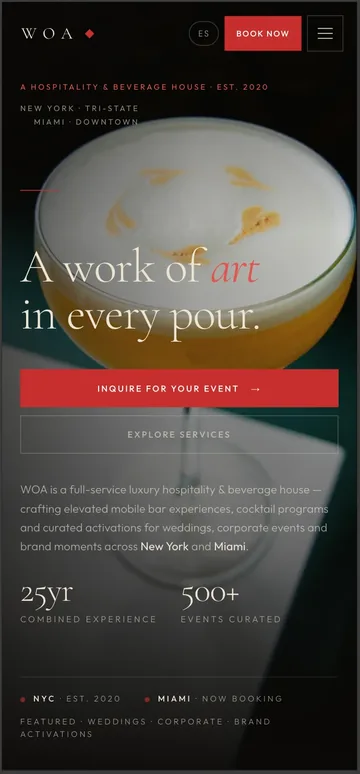 WOA
ES
BOOK NOW
A HOSPITALITY & BEVERAGE HOUSE · EST. 2020
NEW YORK · TRI-STATE
MIAMI · DOWNTOWN
A work of art
in every pour.
INQUIRE FOR YOUR EVENT →
EXPLORE SERVICES
WOA is a full-service luxury hospitality & beverage house —
crafting elevated mobile bar experiences, cocktail programs
and curated activations for weddings, corporate events and
brand moments across New York and Miami.
25yr
COMBINED EXPERIENCE
500+
EVENTS CURATED
NYC · EST. 2020
MIAMI · NOW BOOKING
FEATURED · WEDDINGS · CORPORATE · BRAND
ACTIVATIONS